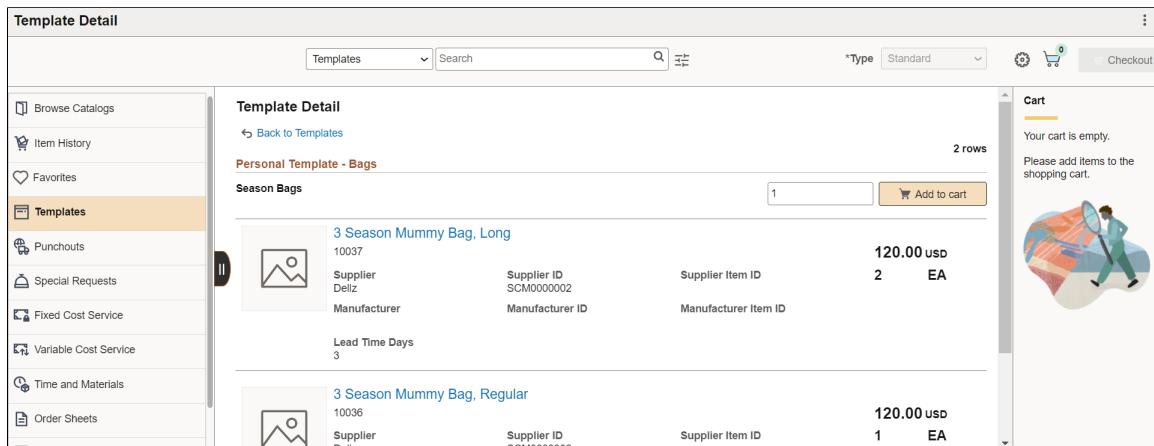 Template Detail
Templates
Search
*Type
Standard
0
Checkout
Browse Catalogs
Item History
Favorites
Templates
Punchouts
Special Requests
Fixed Cost Service
Variable Cost Service
Time and Materials
Order Sheets
Template Detail
Back to Templates
2 rows
Personal Template - Bags
Season Bags
1
Add to cart
3 Season Mummy Bag, Long
10037
120.00 USD
Supplier Supplier ID Supplier Item ID 2 EA
Dellz SCM0000002
Manufacturer Manufacturer ID Manufacturer Item ID
Lead Time Days
3
3 Season Mummy Bag, Regular
10036
120.00 USD
Supplier Supplier ID Supplier Item ID 1 EA
Cart
Your cart is empty.
Please add items to the
shopping cart.